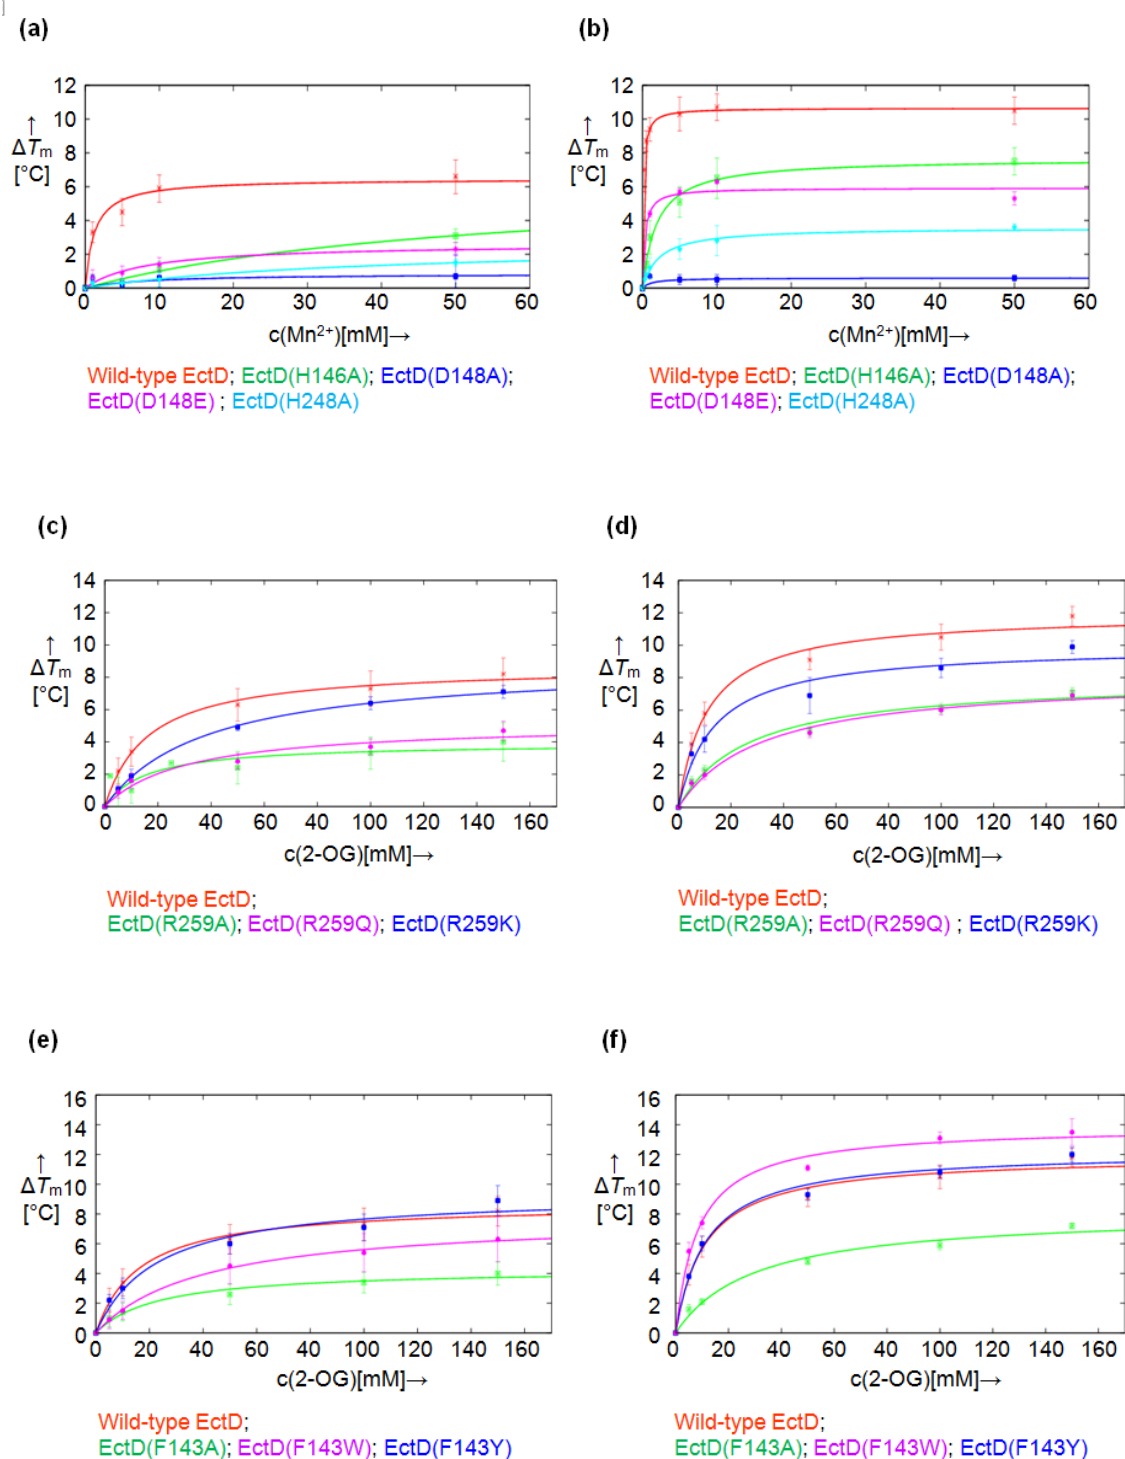 (a)
(b)
12
10
8
6
4
2
0
↑
ΔTm
[°C]
0 10 20 30 40 50 60
c(Mn²⁺)[mM]→
Wild-type EctD; EctD(H146A); EctD(D148A);
EctD(D148E) ; EctD(H248A)
12
10
8
6
4
2
0
↑
ΔTm
[°C]
0 10 20 30 40 50 60
c(Mn²⁺)[mM]→
Wild-type EctD; EctD(H146A); EctD(D148A);
EctD(D148E); EctD(H248A)
(c)
(d)
14
12
10
8
6
4
2
0
↑
ΔTm
[°C]
0 20 40 60 80 100 120 140 160
c(2-OG)[mM]→
Wild-type EctD;
EctD(R259A); EctD(R259Q); EctD(R259K)
14
12
10
8
6
4
2
0
↑
ΔTm
[°C]
0 20 40 60 80 100 120 140 160
c(2-OG)[mM]→
Wild-type EctD;
EctD(R259A); EctD(R259Q) ; EctD(R259K)
(e)
(f)
16
14
12
↑
ΔTm10
[°C] 8
6
4
2
0
0 20 40 60 80 100 120 140 160
c(2-OG)[mM]→
Wild-type EctD;
EctD(F143A); EctD(F143W); EctD(F143Y)
16
14
12
↑
ΔTm10
[°C] 8
6
4
2
0
0 20 40 60 80 100 120 140 160
c(2-OG)[mM]→
Wild-type EctD;
EctD(F143A); EctD(F143W); EctD(F143Y)